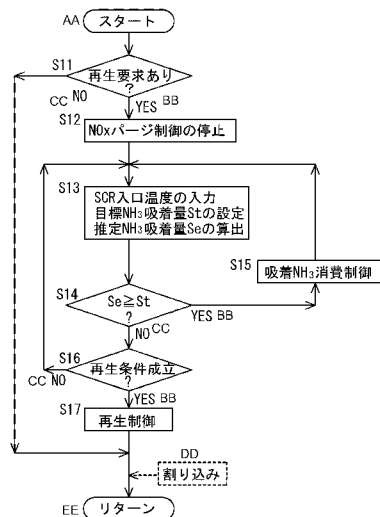 AA スタート
S11
再生要求あり
?
CC NO
YES BB
S12
NOxパージ制御の停止
S13
SCR入口温度の入力
目標NH₃吸着量Stの設定
推定NH₃吸着量Seの算出
S15
吸着NH₃消費制御
S14
Se≧St
?
YES BB
NO CC
S16
再生条件成立
?
CC NO
YES BB
S17
再生制御
DD
割り込み
EE リターン